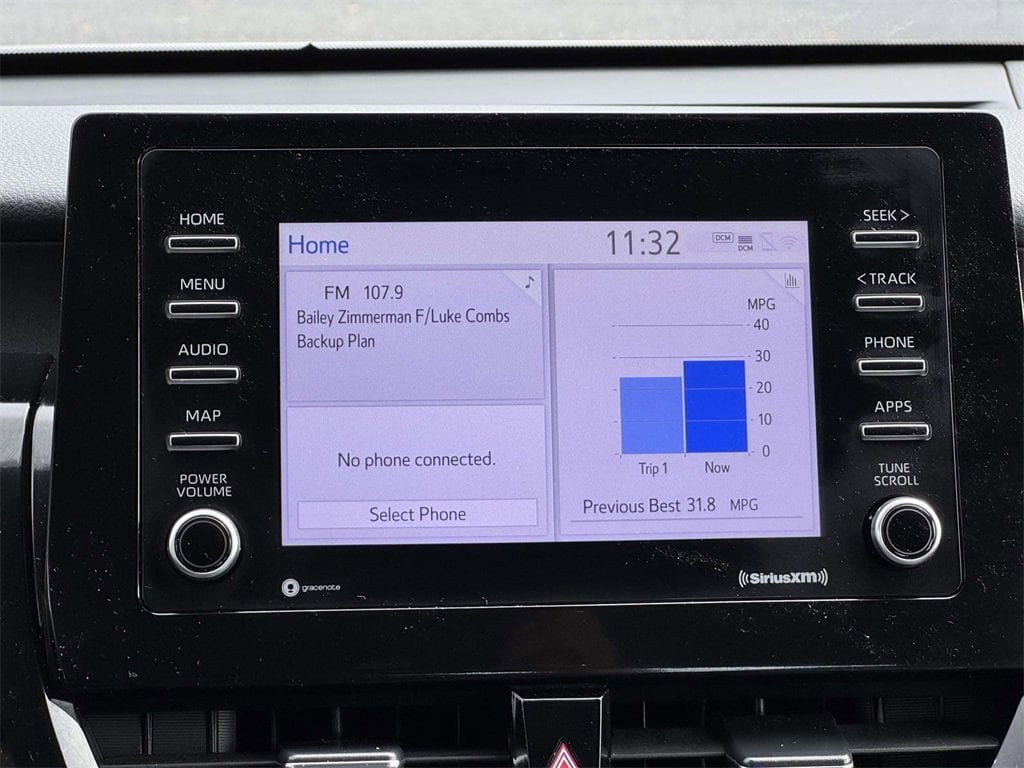 HOME
MENU
AUDIO
MAP
POWER
VOLUME
Home
11:32
DCM
DCM
FM 107.9
Bailey Zimmerman F/Luke Combs
Backup Plan
No phone connected.
Select Phone
MPG
40
30
20
10
0
Trip 1
Now
Previous Best 31.8 MPG
SEEK >
< TRACK
PHONE
APPS
TUNE
SCROLL
gracenote
((SiriusXM))